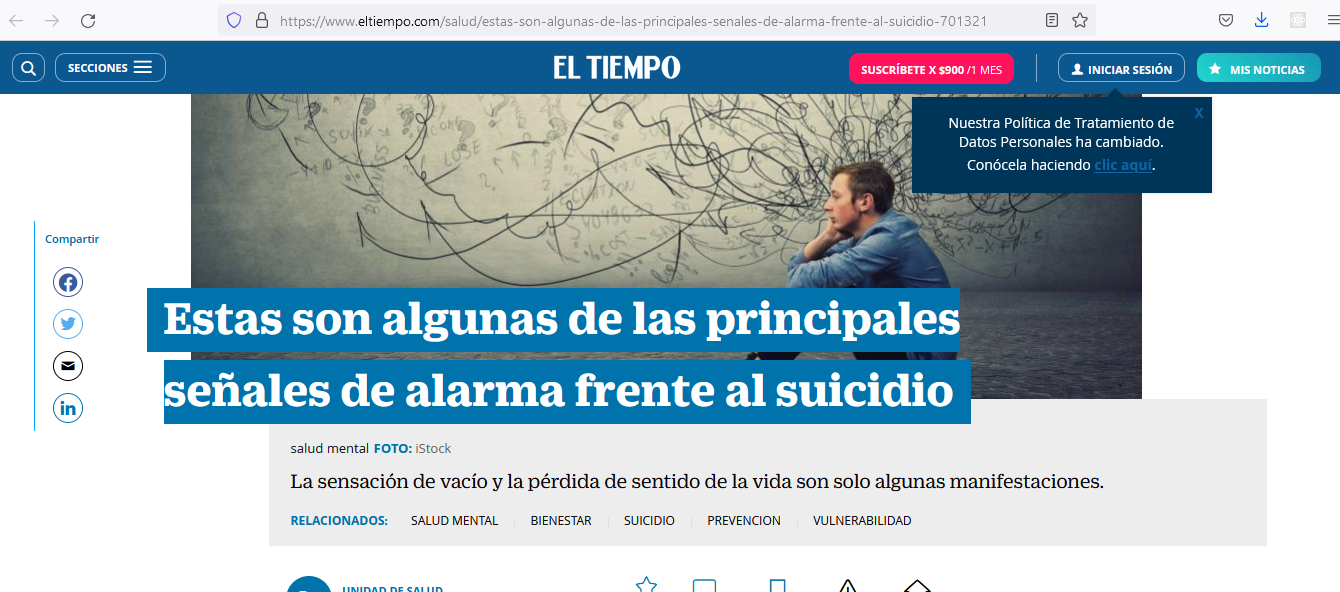 https://www.eltiempo.com/salud/estas-son-algunas-de-las-principales-senales-de-alarma-frente-al-suicidio-701321
SECCIONES
EL TIEMPO
SUSCRÍBETE X $900 /1 MES
INICIAR SESIÓN
MIS NOTICIAS
X
Nuestra Política de Tratamiento de
Datos Personales ha cambiado.
Conócela haciendo clic aquí.
Compartir
Estas son algunas de las principales
señales de alarma frente al suicidio
salud mental FOTO: iStock
La sensación de vacío y la pérdida de sentido de la vida son solo algunas manifestaciones.
RELACIONADOS: SALUD MENTAL BIENESTAR SUICIDIO PREVENCION VULNERABILIDAD
UNIDAD DE SALUD